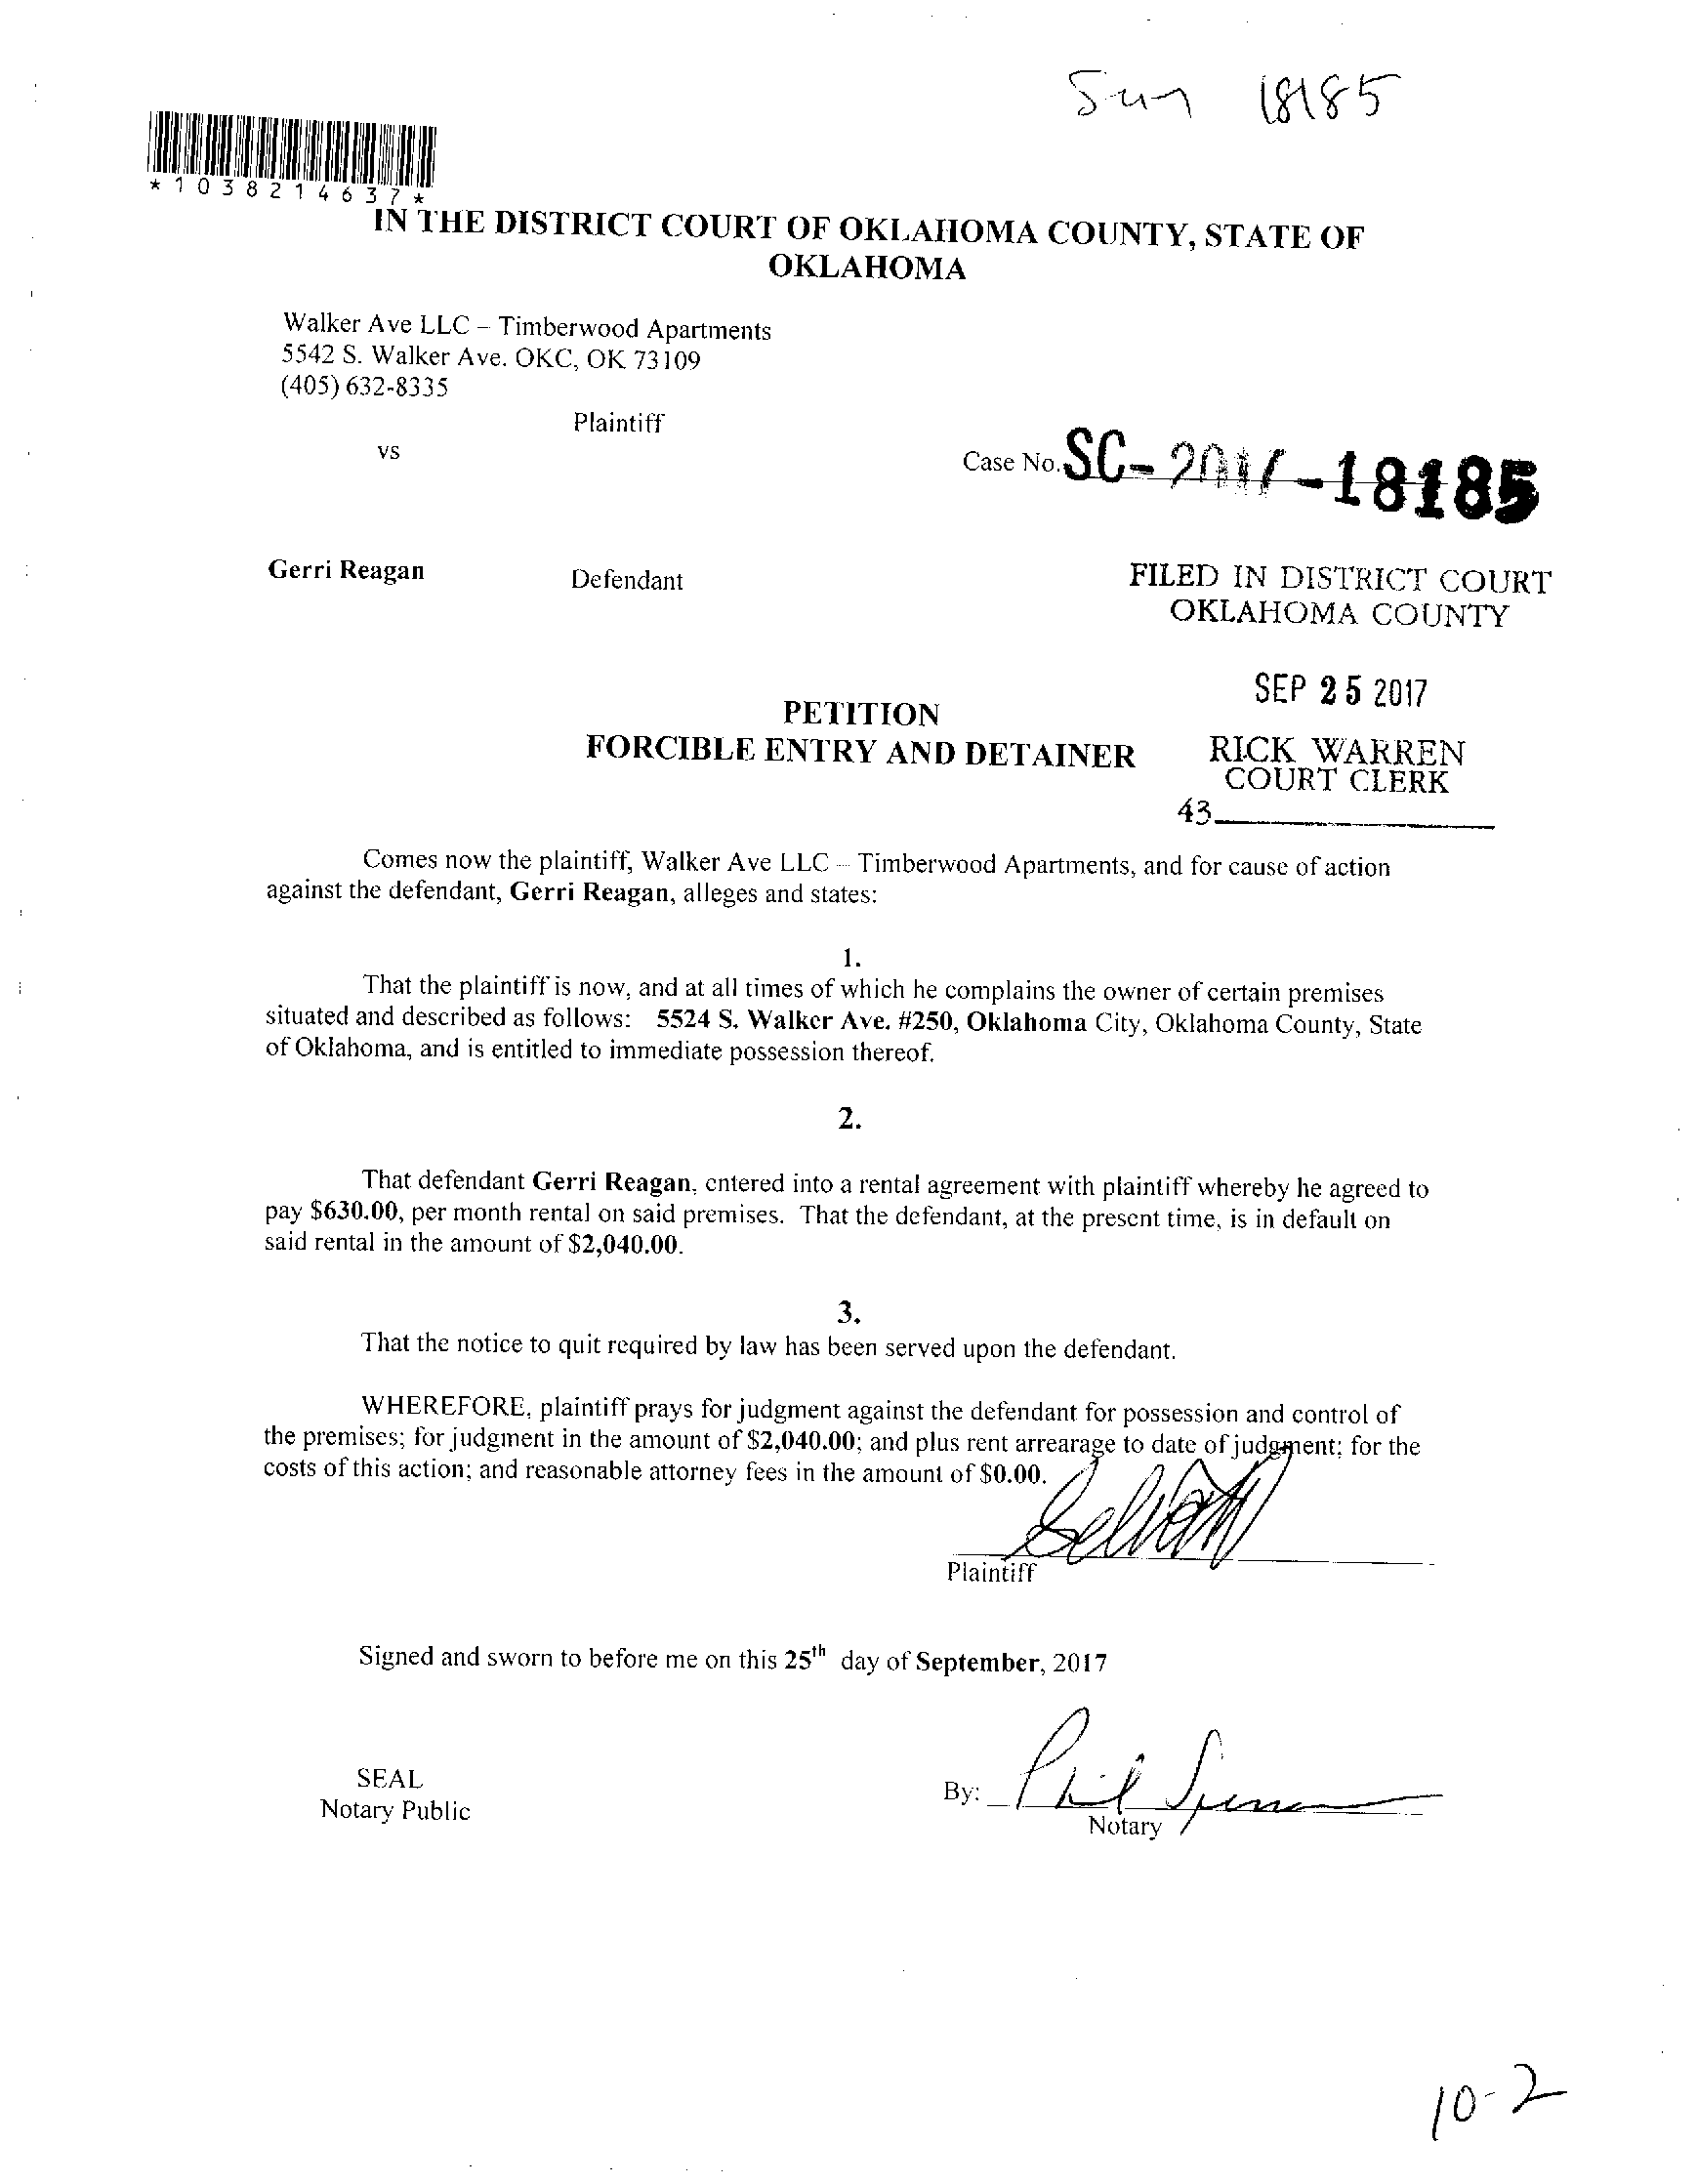 Sun 18185
*1038214637*
IN THE DISTRICT COURT OF OKLAHOMA COUNTY, STATE OF
OKLAHOMA
Walker Ave LLC – Timberwood Apartments
5542 S. Walker Ave. OKC, OK 73109
(405) 632-8335
Plaintiff
vs
Case No. SC-2017-18185
Gerri Reagan Defendant
FILED IN DISTRICT COURT
OKLAHOMA COUNTY
SEP 25 2017
PETITION
FORCIBLE ENTRY AND DETAINER
RICK WARREN
COURT CLERK
43
Comes now the plaintiff, Walker Ave LLC – Timberwood Apartments, and for cause of action
against the defendant, Gerri Reagan, alleges and states:
1.
That the plaintiff is now, and at all times of which he complains the owner of certain premises
situated and described as follows: 5524 S. Walker Ave. #250, Oklahoma City, Oklahoma County, State
of Oklahoma, and is entitled to immediate possession thereof.
2.
That defendant Gerri Reagan, entered into a rental agreement with plaintiff whereby he agreed to
pay $630.00, per month rental on said premises. That the defendant, at the present time, is in default on
said rental in the amount of $2,040.00.
3.
That the notice to quit required by law has been served upon the defendant.
WHEREFORE, plaintiff prays for judgment against the defendant for possession and control of
the premises; for judgment in the amount of $2,040.00; and plus rent arrearage to date of judgment; for the
costs of this action; and reasonable attorney fees in the amount of $0.00.
Plaintiff
Signed and sworn to before me on this 25th day of September, 2017
SEAL
Notary Public
By: Phil
Notary
10-2